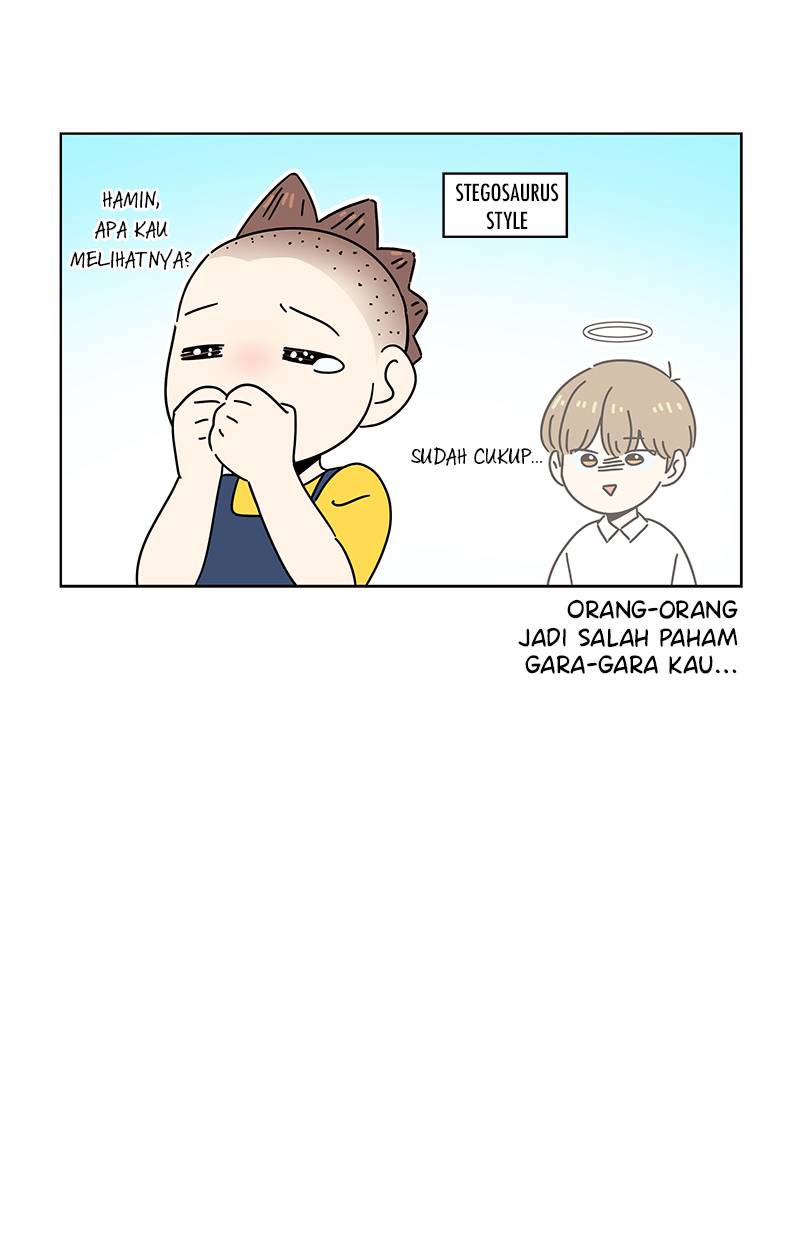 HAMIN,
APA KAU
MELIHATNYA?
STEGOSAURUS
STYLE
SUDAH CUKUP...
ORANG-ORANG
JADI SALAH PAHAM
GARA-GARA KAU...